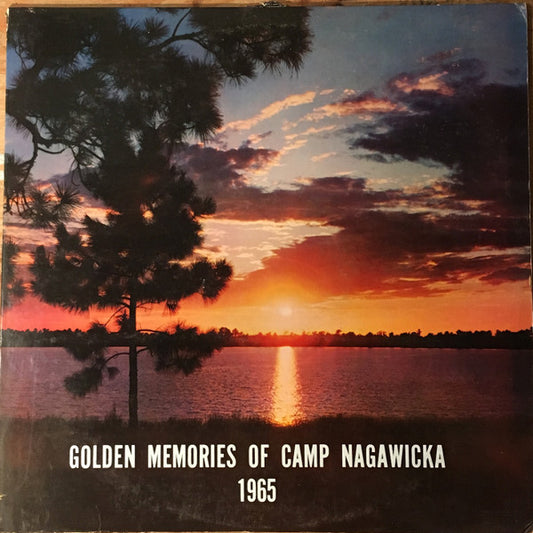 GOLDEN MEMORIES OF CAMP NAGAWICKA
1965